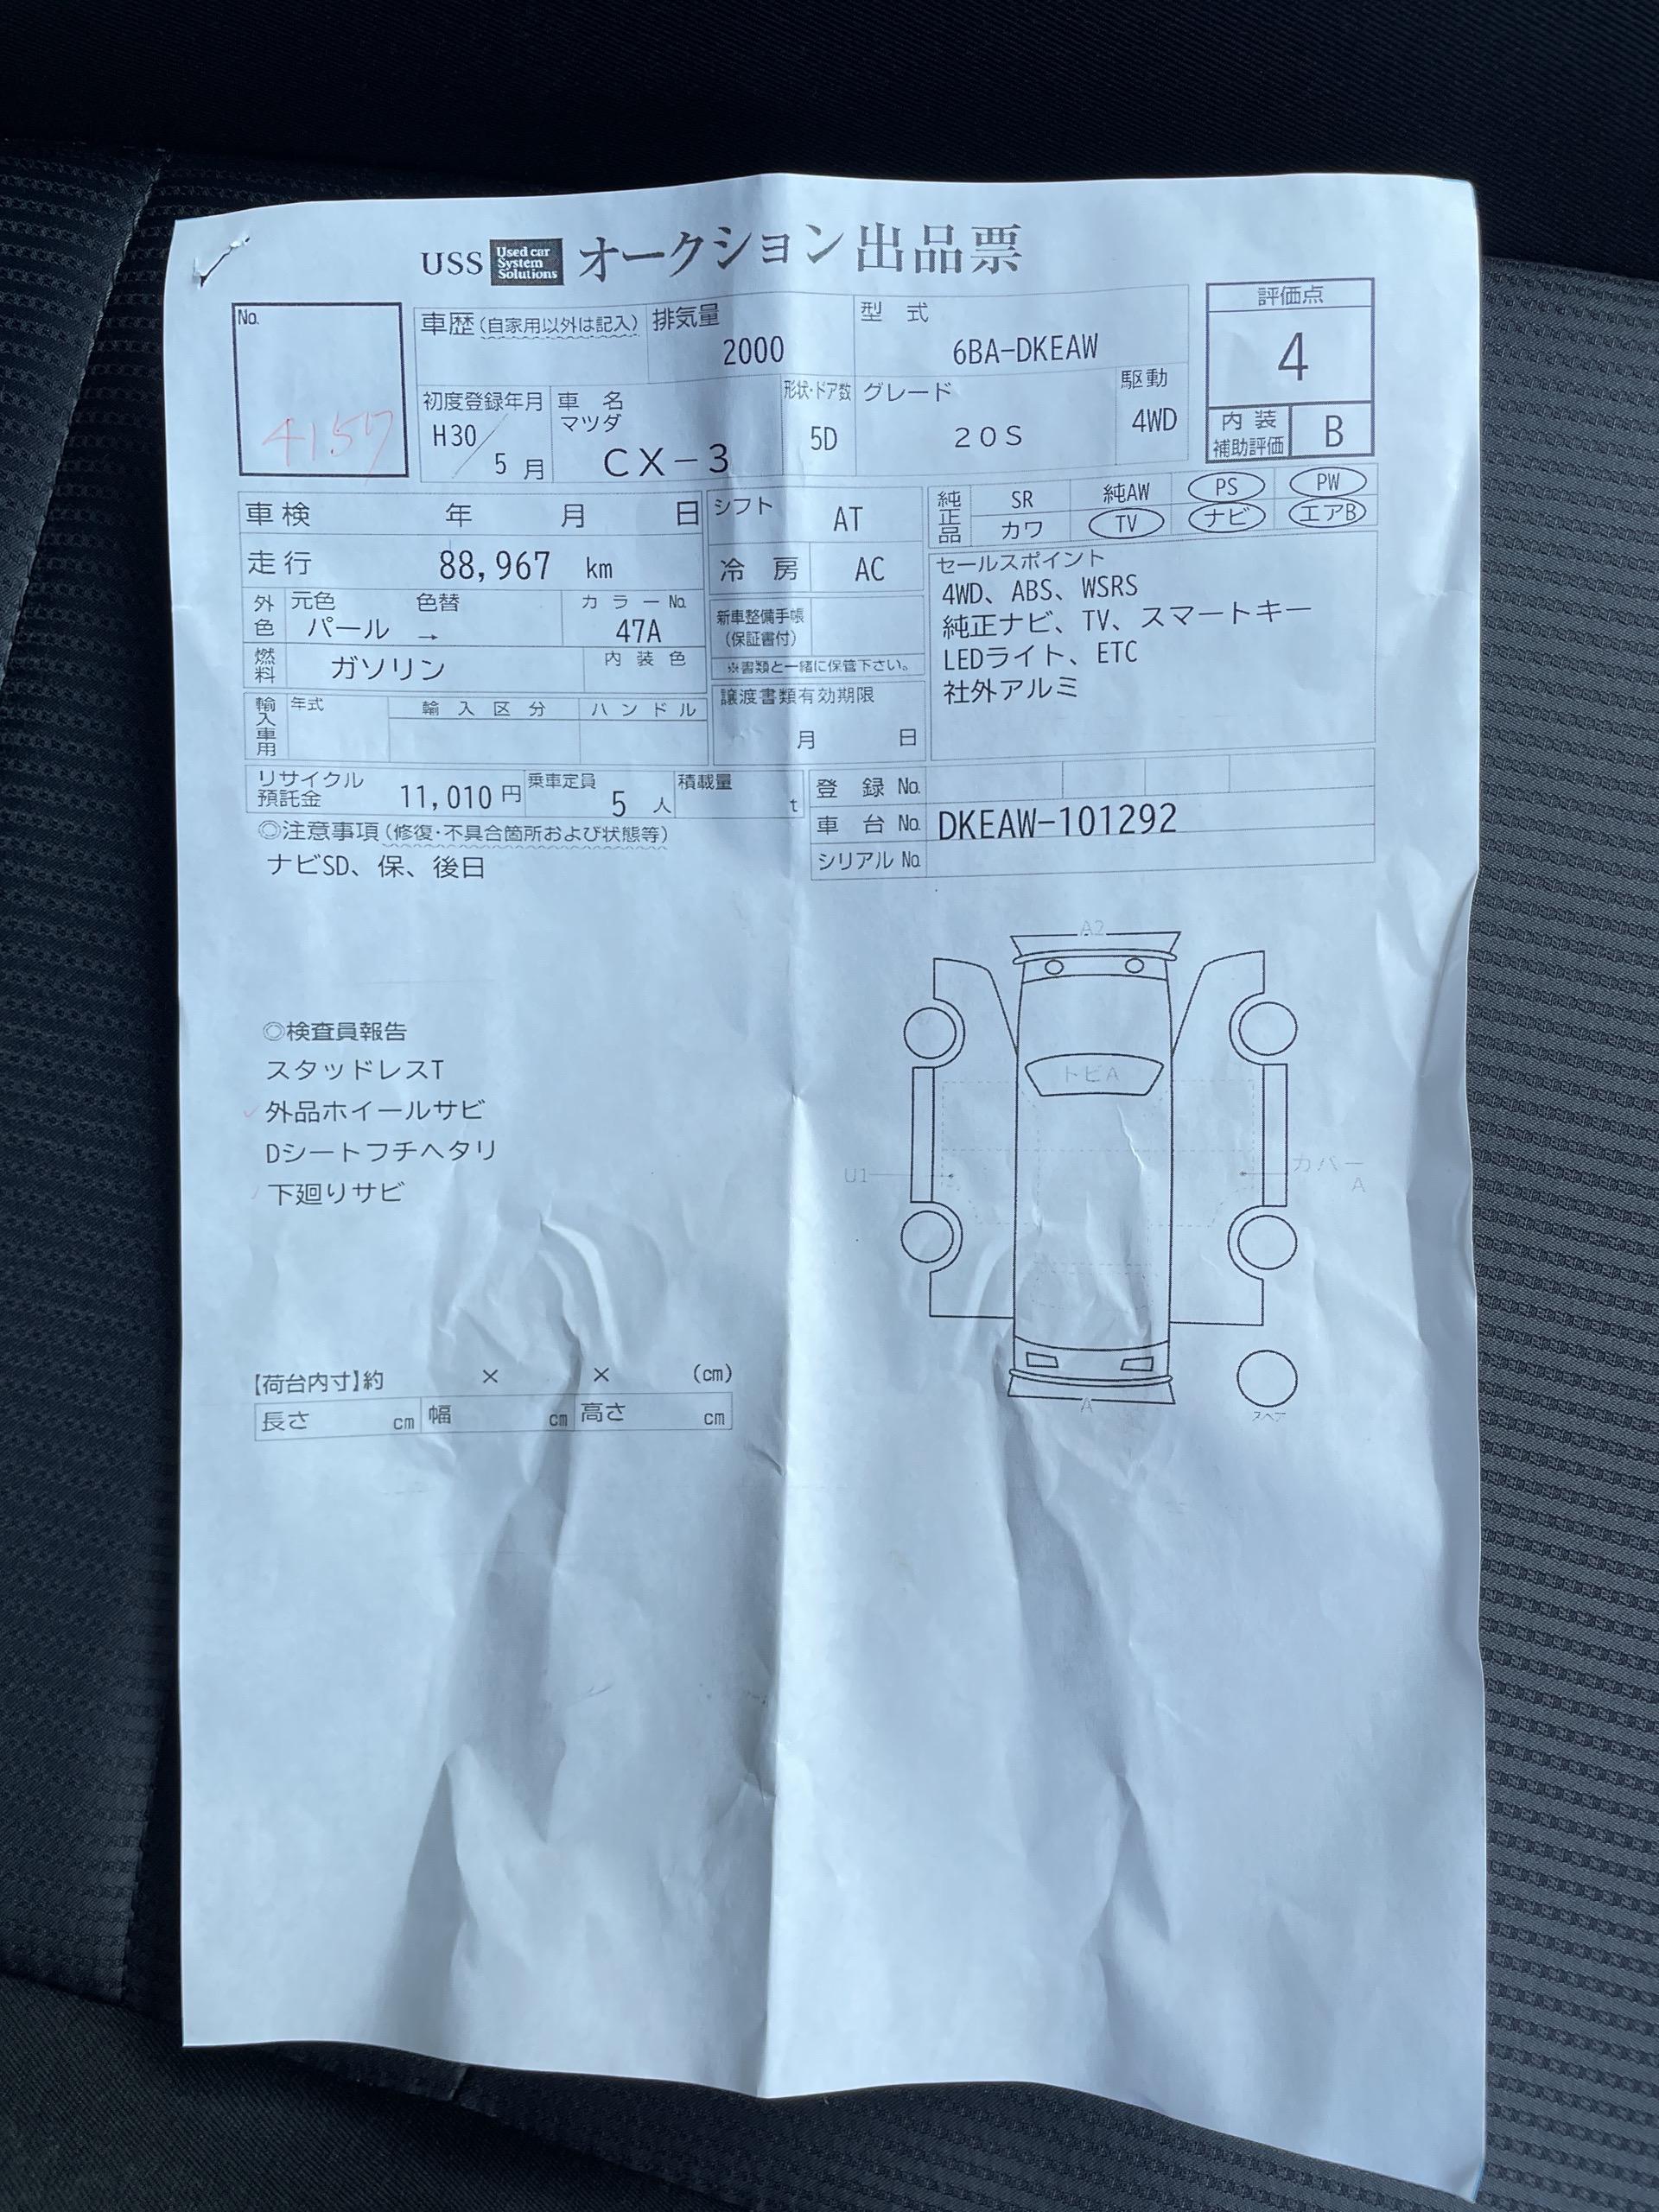 USS Used car System Solutions オークション出品票
No. 4157
車歴(自家用以外は記入) 排気量 2000 型式 6BA-DKEAW
評価点 4
内装補助評価 B
初度登録年月 H30/5月 車名 マツダ CX-3 形状・ドア数 5D グレード 20S 駆動 4WD
車検 年 月 日 シフト AT
純正品 SR 純AW PS PW
カワ TV ナビ エアB
走行 88,967 km 冷房 AC
セールスポイント
4WD、ABS、WSRS
純正ナビ、TV、スマートキー
LEDライト、ETC
社外アルミ
外色 元色 パール 色替 → カラーNo. 47A
新車整備手帳(保証書付)
※書類と一緒に保管下さい。
燃料 ガソリン 内装色
譲渡書類有効期限 月 日
輸入車用 年式 輸入区分 ハンドル
リサイクル預託金 11,010円 乗車定員 5人 積載量 t
登録No.
車台No. DKEAW-101292
シリアルNo.
◎注意事項(修復・不具合箇所および状態等)
ナビSD、保、後日
A2
トビA
U1
カバー
A
A
スペア
◎検査員報告
スタッドレスT
外品ホイールサビ
Dシートフチヘタリ
下廻りサビ
【荷台内寸】約 × × (cm)
長さ cm 幅 cm 高さ cm